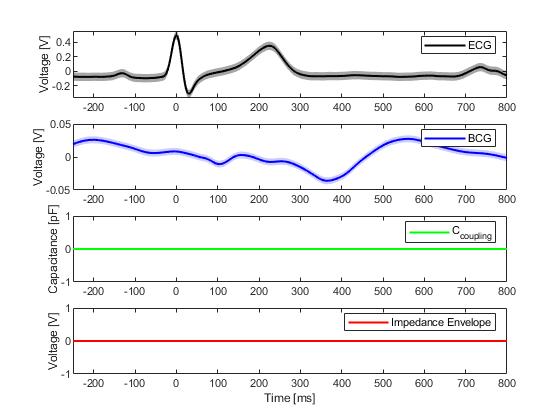 Voltage [V]
0.4
0.2
0
-0.2
ECG
-200 -100 0 100 200 300 400 500 600 700 800
Voltage [V]
0.05
0
-0.05
BCG
-200 -100 0 100 200 300 400 500 600 700 800
Capacitance [pF]
1
0
-1
C_coupling
-200 -100 0 100 200 300 400 500 600 700 800
Voltage [V]
1
0
-1
Impedance Envelope
-200 -100 0 100 200 300 400 500 600 700 800
Time [ms]